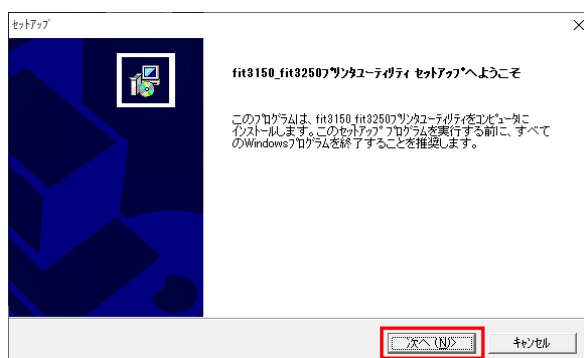 ｾｯﾄｱｯﾌﾟ
fit3150_fit3250ﾌﾟﾘﾝﾀﾕｰﾃｨﾘﾃｨ ｾｯﾄｱｯﾌﾟへようこそ
このﾌﾟﾛｸﾞﾗﾑは、fit3150_fit3250ﾌﾟﾘﾝﾀﾕｰﾃｨﾘﾃｨをｺﾝﾋﾟｭｰﾀに
ｲﾝｽﾄｰﾙします。このｾｯﾄｱｯﾌﾟ ﾌﾟﾛｸﾞﾗﾑを実行する前に、すべて
のWindowsﾌﾟﾛｸﾞﾗﾑを終了することを推奨します。
次へ(N)>
ｷｬﾝｾﾙ